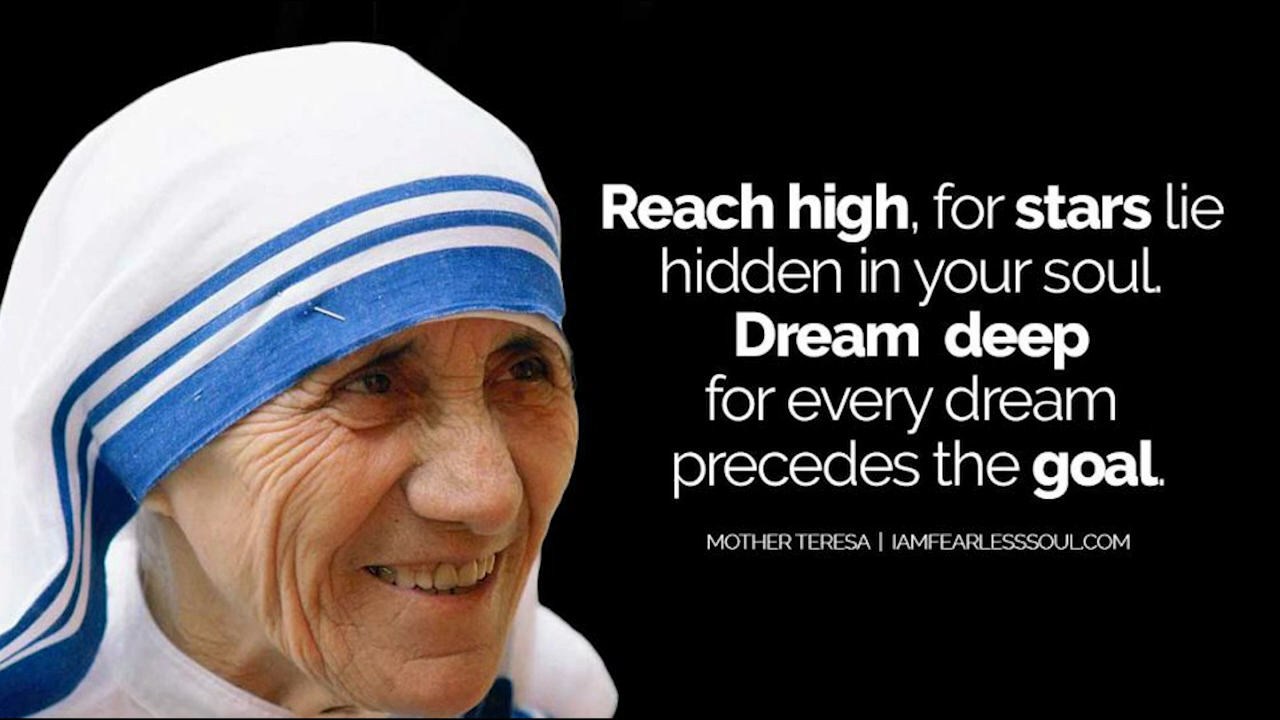 Reach high, for stars lie
hidden in your soul.
Dream deep
for every dream
precedes the goal.
MOTHER TERESA | IAMFEARLESSSOUL.COM